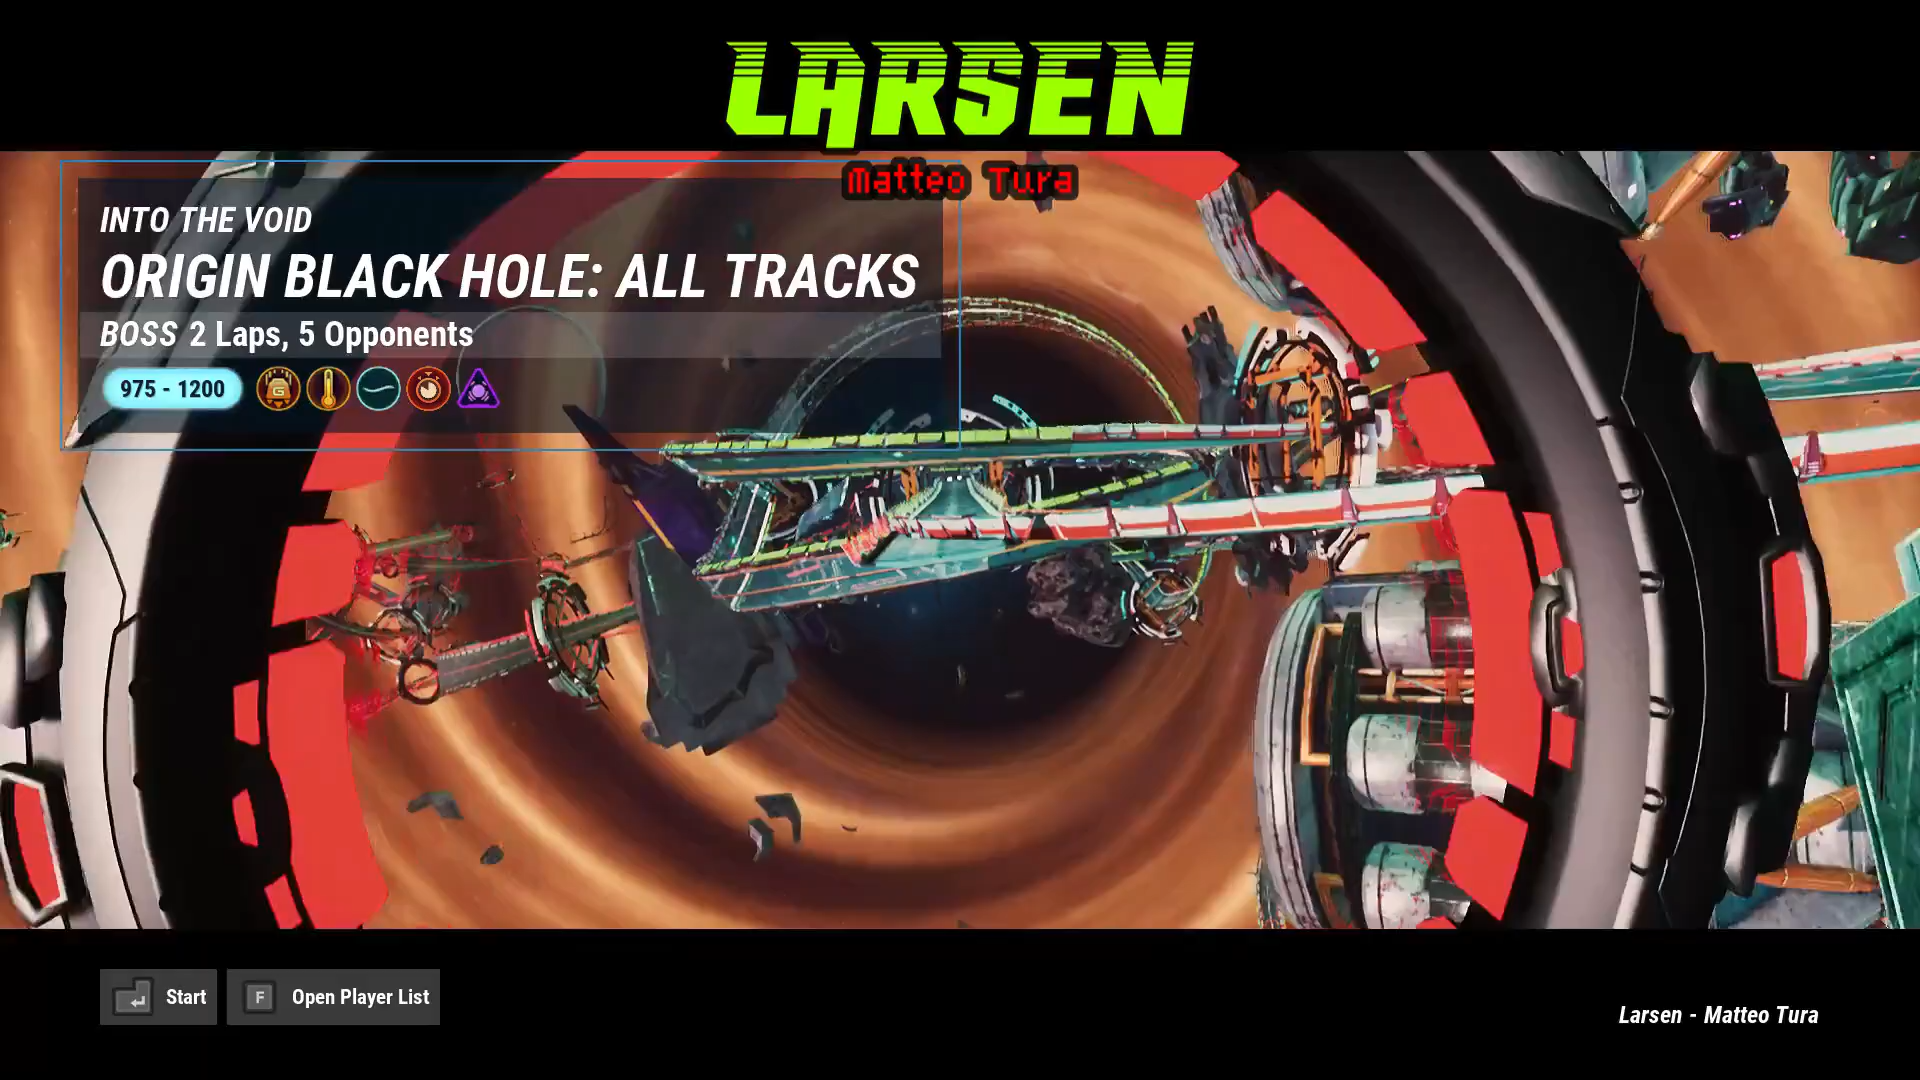 LARSEN
Matteo Tura
INTO THE VOID
ORIGIN BLACK HOLE: ALL TRACKS
BOSS 2 Laps, 5 Opponents
975 - 1200
G
Start
F Open Player List
Larsen - Matteo Tura